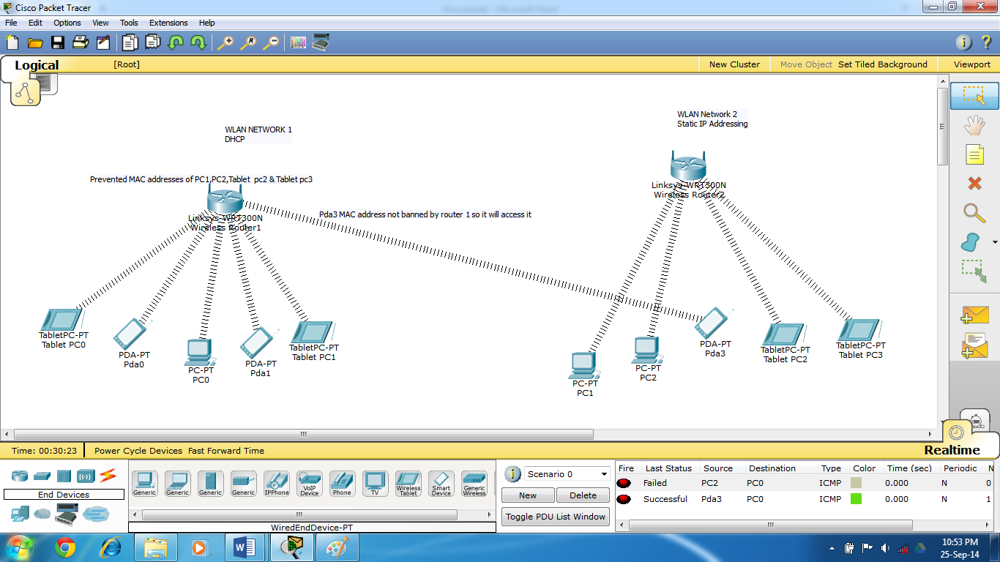 Cisco Packet Tracer
File Edit Options View Tools Extensions Help
Logical [Root] New Cluster Move Object Set Tiled Background Viewport
WLAN NETWORK 1
DHCP
WLAN Network 2
Static IP Addressing
Prevented MAC addresses of PC1,PC2,Tablet pc2 & Tablet pc3
Linksys-WRT300N
Wireless Router1
Pda3 MAC address not banned by router 1 so it will access it
Linksys-WRT300N
Wireless Router2
TabletPC-PT
Tablet PC0
PDA-PT
Pda0
PC-PT
PC0
PDA-PT
Pda1
TabletPC-PT
Tablet PC1
PC-PT
PC1
PC-PT
PC2
PDA-PT
Pda3
TabletPC-PT
Tablet PC2
TabletPC-PT
Tablet PC3
Time: 00:30:23 Power Cycle Devices Fast Forward Time Realtime
End Devices
Generic Generic Generic Generic IPPhone VoIP Device Phone TV Wireless Tablet Smart Device Generic Wireless
WiredEndDevice-PT
Scenario 0
New Delete
Toggle PDU List Window
Fire Last Status Source Destination Type Color Time (sec) Periodic N
Failed PC2 PC0 ICMP 0.000 N 0
Successful Pda3 PC0 ICMP 0.000 N 1
10:53 PM
25-Sep-14